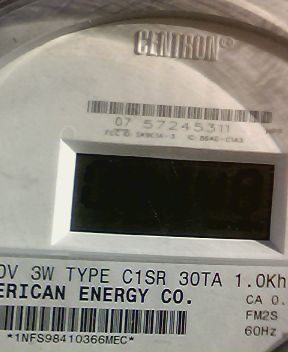 CENTRON®
07 57245311
0V 3W TYPE C1SR 30TA 1.0Kh
ERICAN ENERGY CO.
CA 0.
FM2S
60Hz
*1NFS98410366MEC*